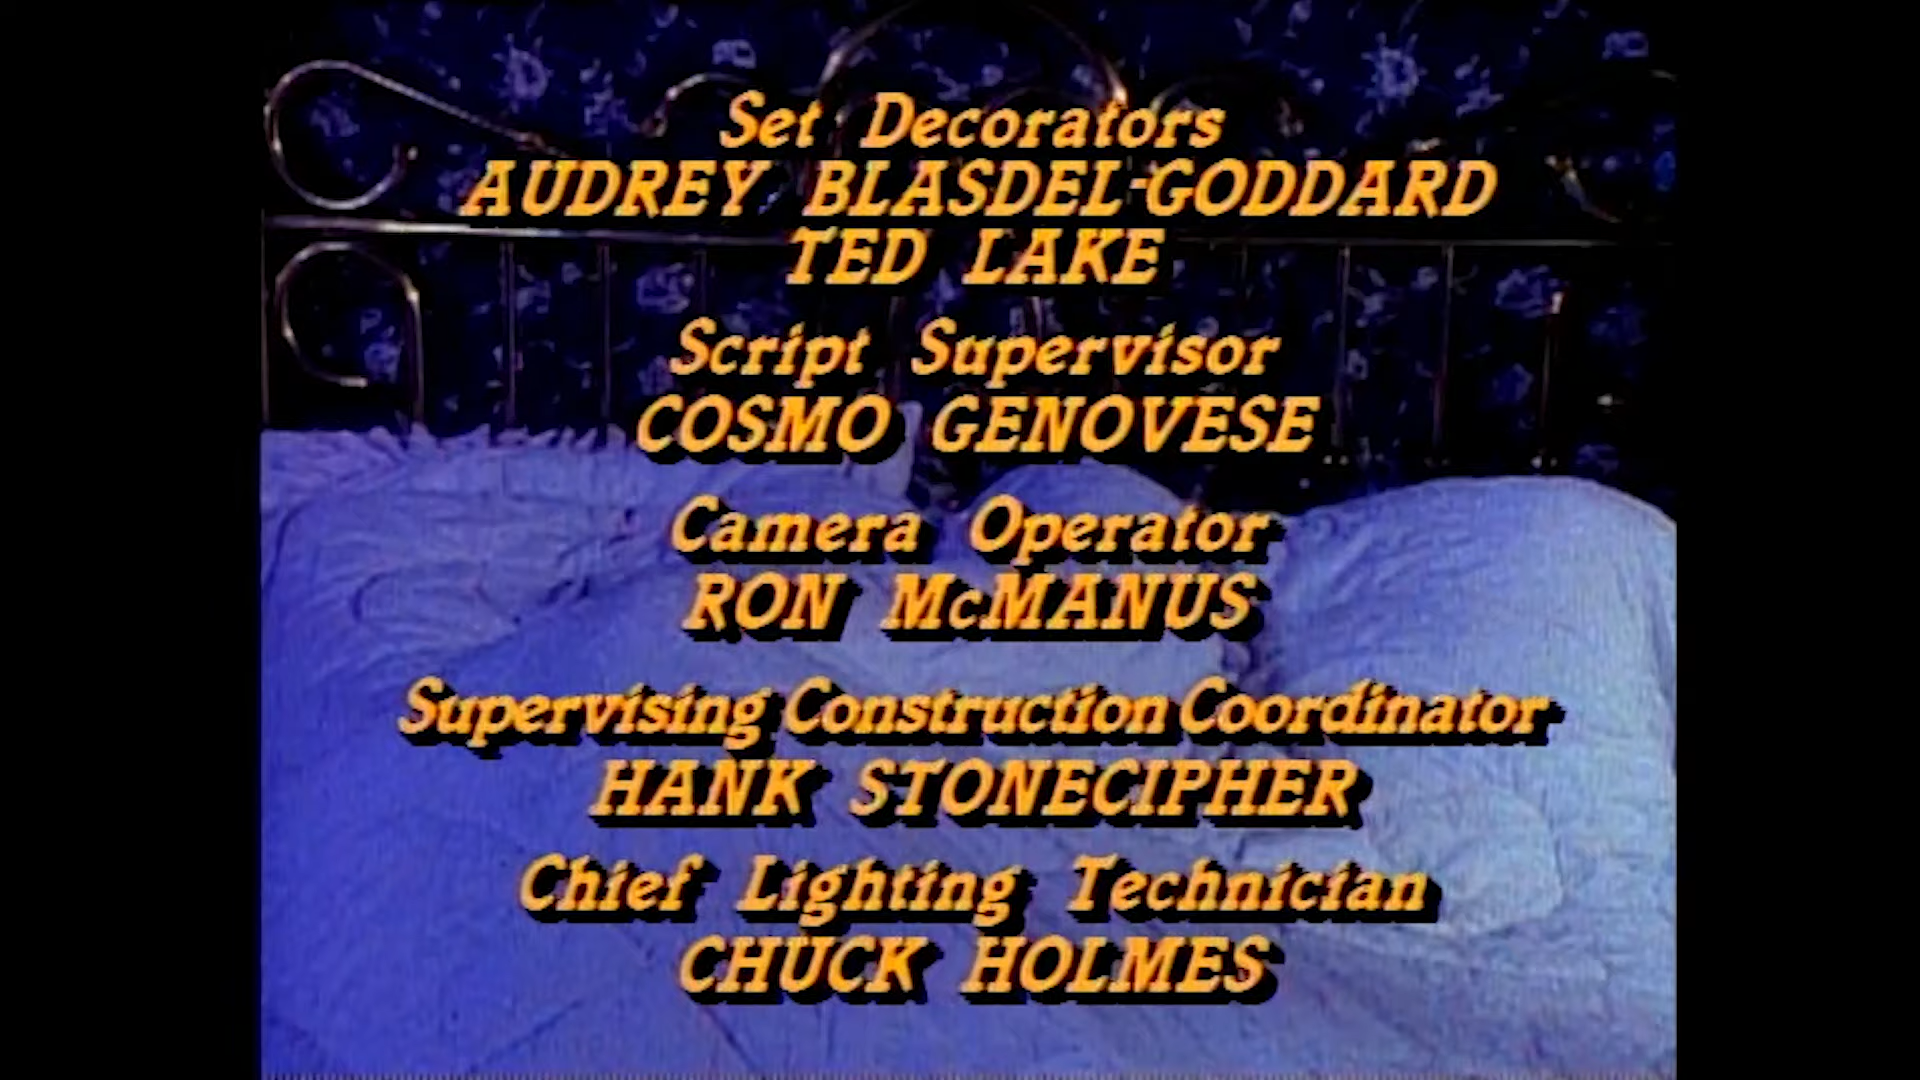 Set Decorators
AUDREY BLASDEL-GODDARD
TED LAKE
Script Supervisor
COSMO GENOVESE
Camera Operator
RON McMANUS
Supervising Construction Coordinator
HANK STONECIPHER
Chief Lighting Technician
CHUCK HOLMES